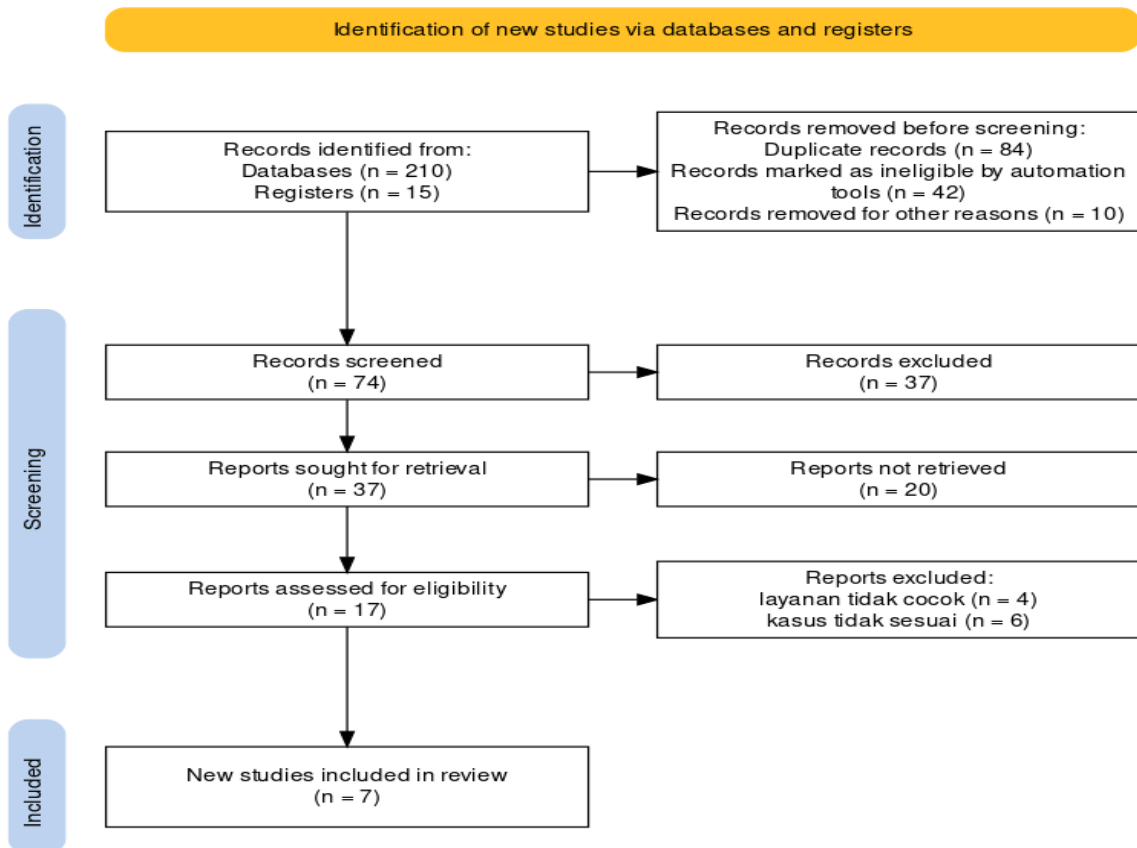 Identification of new studies via databases and registers
Identification
Records identified from:
Databases (n = 210)
Registers (n = 15)
Records removed before screening:
Duplicate records (n = 84)
Records marked as ineligible by automation
tools (n = 42)
Records removed for other reasons (n = 10)
Screening
Records screened
(n = 74)
Records excluded
(n = 37)
Reports sought for retrieval
(n = 37)
Reports not retrieved
(n = 20)
Reports assessed for eligibility
(n = 17)
Reports excluded:
layanan tidak cocok (n = 4)
kasus tidak sesuai (n = 6)
Included
New studies included in review
(n = 7)